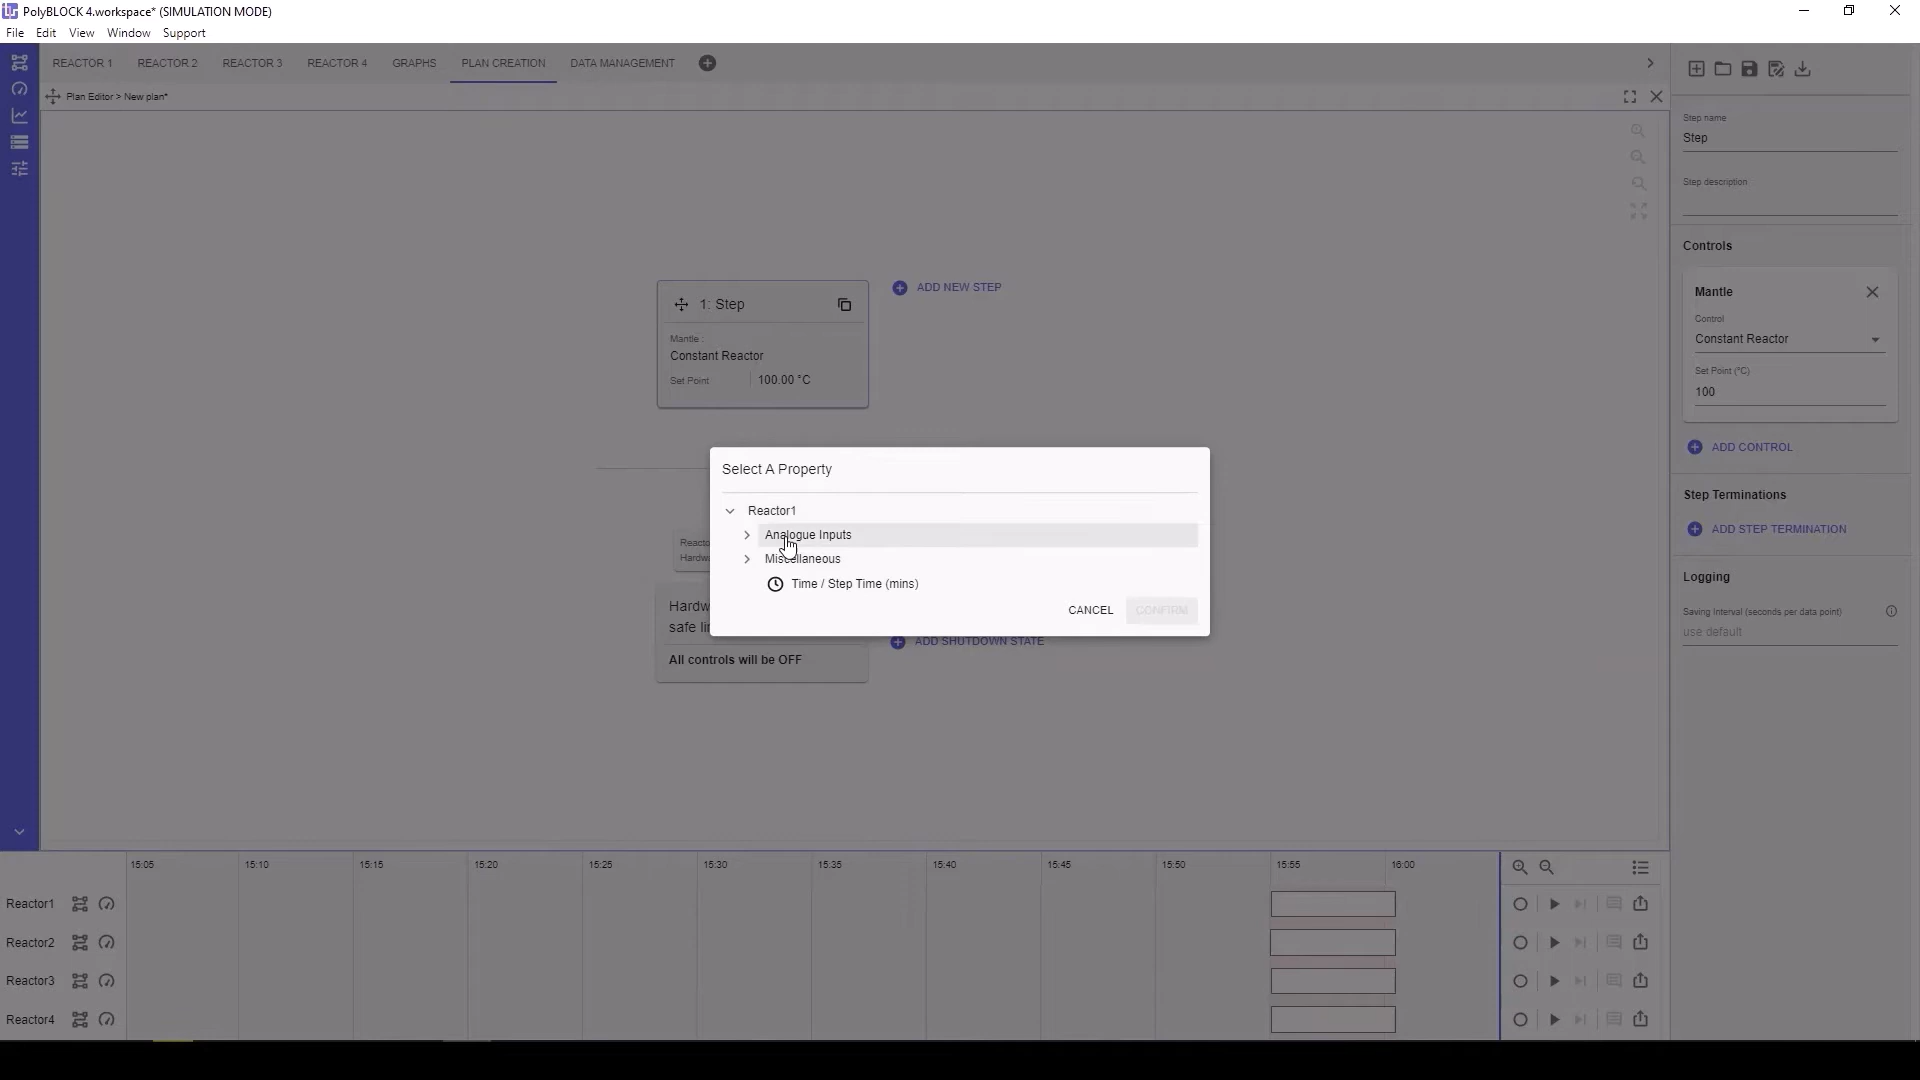 PolyBLOCK 4.workspace* (SIMULATION MODE)
File Edit View Window Support
REACTOR 1 REACTOR 2 REACTOR 3 REACTOR 4 GRAPHS PLAN CREATION DATA MANAGEMENT
Plan Editor > New plan*
Step name
Step
Step description
Controls
Mantle
Control
Constant Reactor
Set Point (°C)
100
ADD CONTROL
Step Terminations
ADD STEP TERMINATION
Logging
Saving Interval (seconds per data point)
use default
1: Step
ADD NEW STEP
Mantle :
Constant Reactor
Set Point 100.00 °C
Select A Property
Reactor1
Analogue Inputs
Miscellaneous
Time / Step Time (mins)
CANCEL CONFIRM
ADD SHUTDOWN STATE
All controls will be OFF
15:05 15:10 15:15 15:20 15:25 15:30 15:35 15:40 15:45 15:50 15:55 16:00
Reactor1
Reactor2
Reactor3
Reactor4